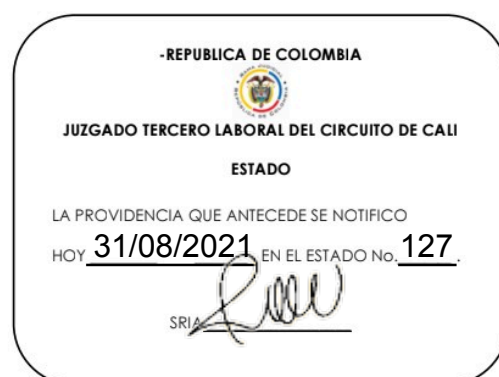 -REPUBLICA DE COLOMBIA
JUZGADO TERCERO LABORAL DEL CIRCUITO DE CALI
ESTADO
LA PROVIDENCIA QUE ANTECEDE SE NOTIFICO
HOY 31/08/2021 EN EL ESTADO No. 127.
SRIA